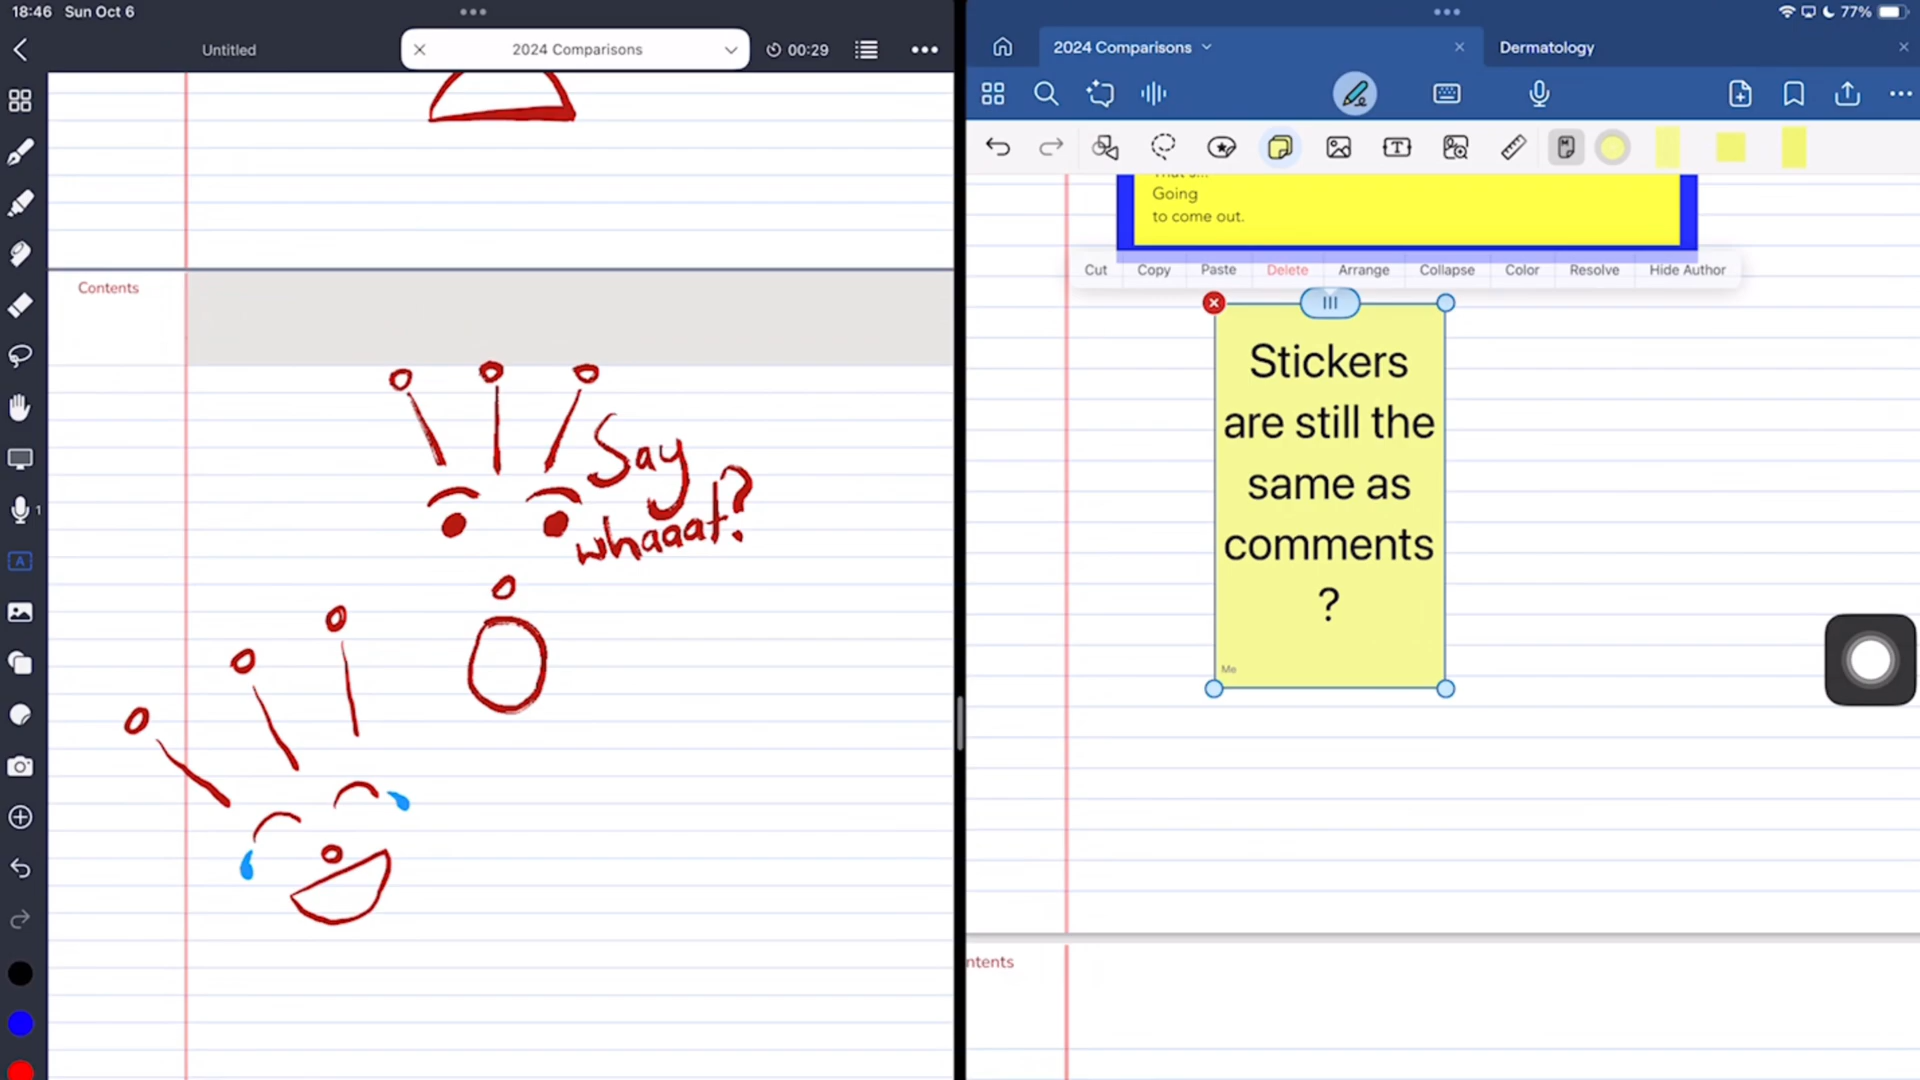 18:46 Sun Oct 6
77%
Untitled
2024 Comparisons
00:29
2024 Comparisons
Dermatology
Going
to come out.
Cut Copy Paste Delete Arrange Collapse Color Resolve Hide Author
Contents
Say
whaaat?
1
A
T
M
Stickers
are still the
same as
comments
?
Me
ntents